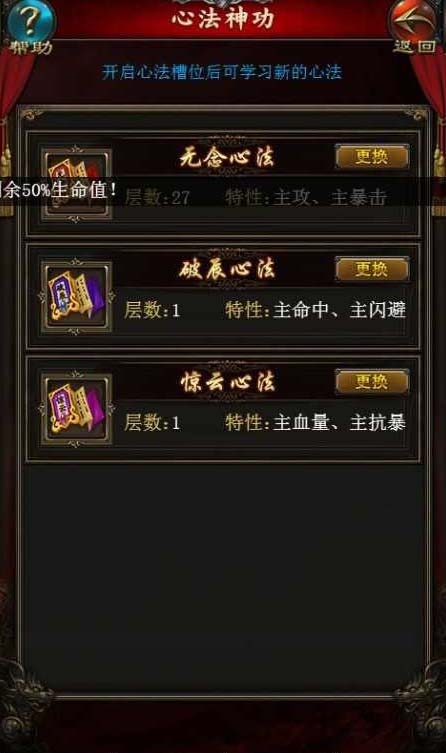 心法神功
帮助
返回
开启心法槽位后可学习新的心法
无念心法
更换
余50%生命值!
层数:27 特性:主攻、主暴击
破辰心法
更换
层数:1 特性:主命中、主闪避
惊云心法
更换
层数:1 特性:主血量、主抗暴